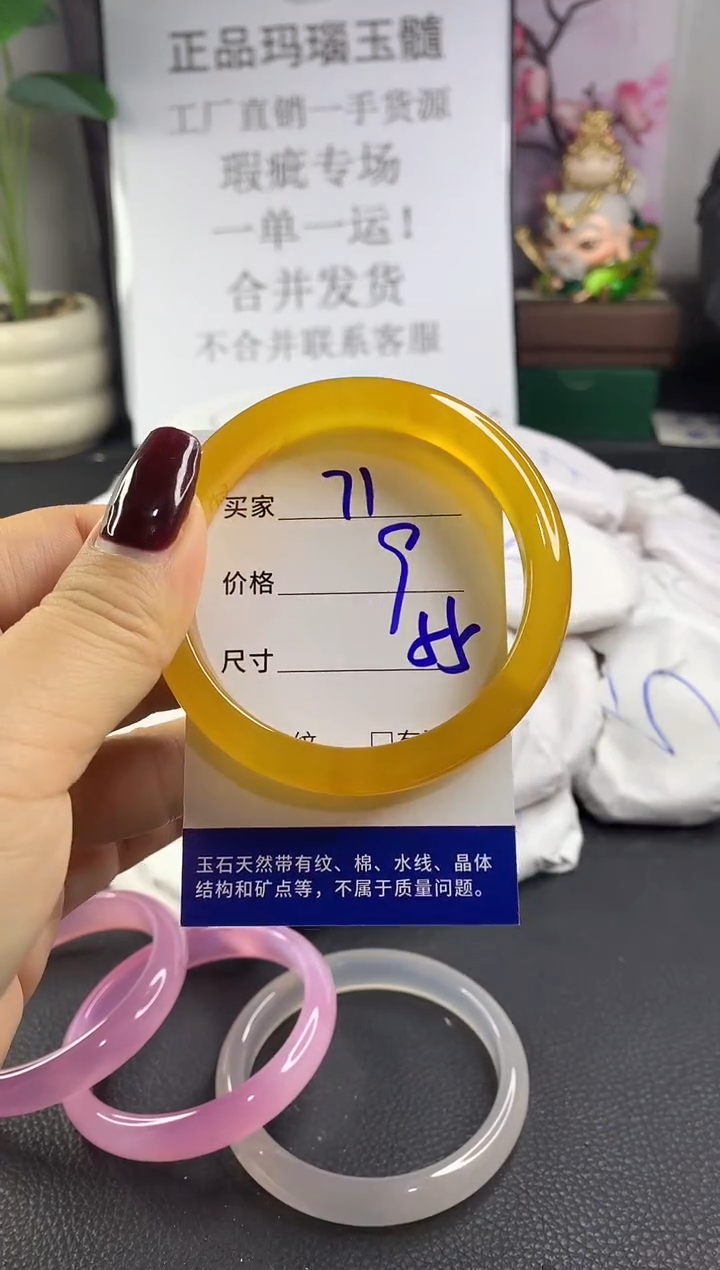 正品玛瑙玉髓
工厂直销一手货源
瑕疵专场
一单一运！
合并发货
不合并联系客服
买家 71
价格 9
尺寸
纹 □有
玉石天然带有纹、棉、水线、晶体
结构和矿点等，不属于质量问题。